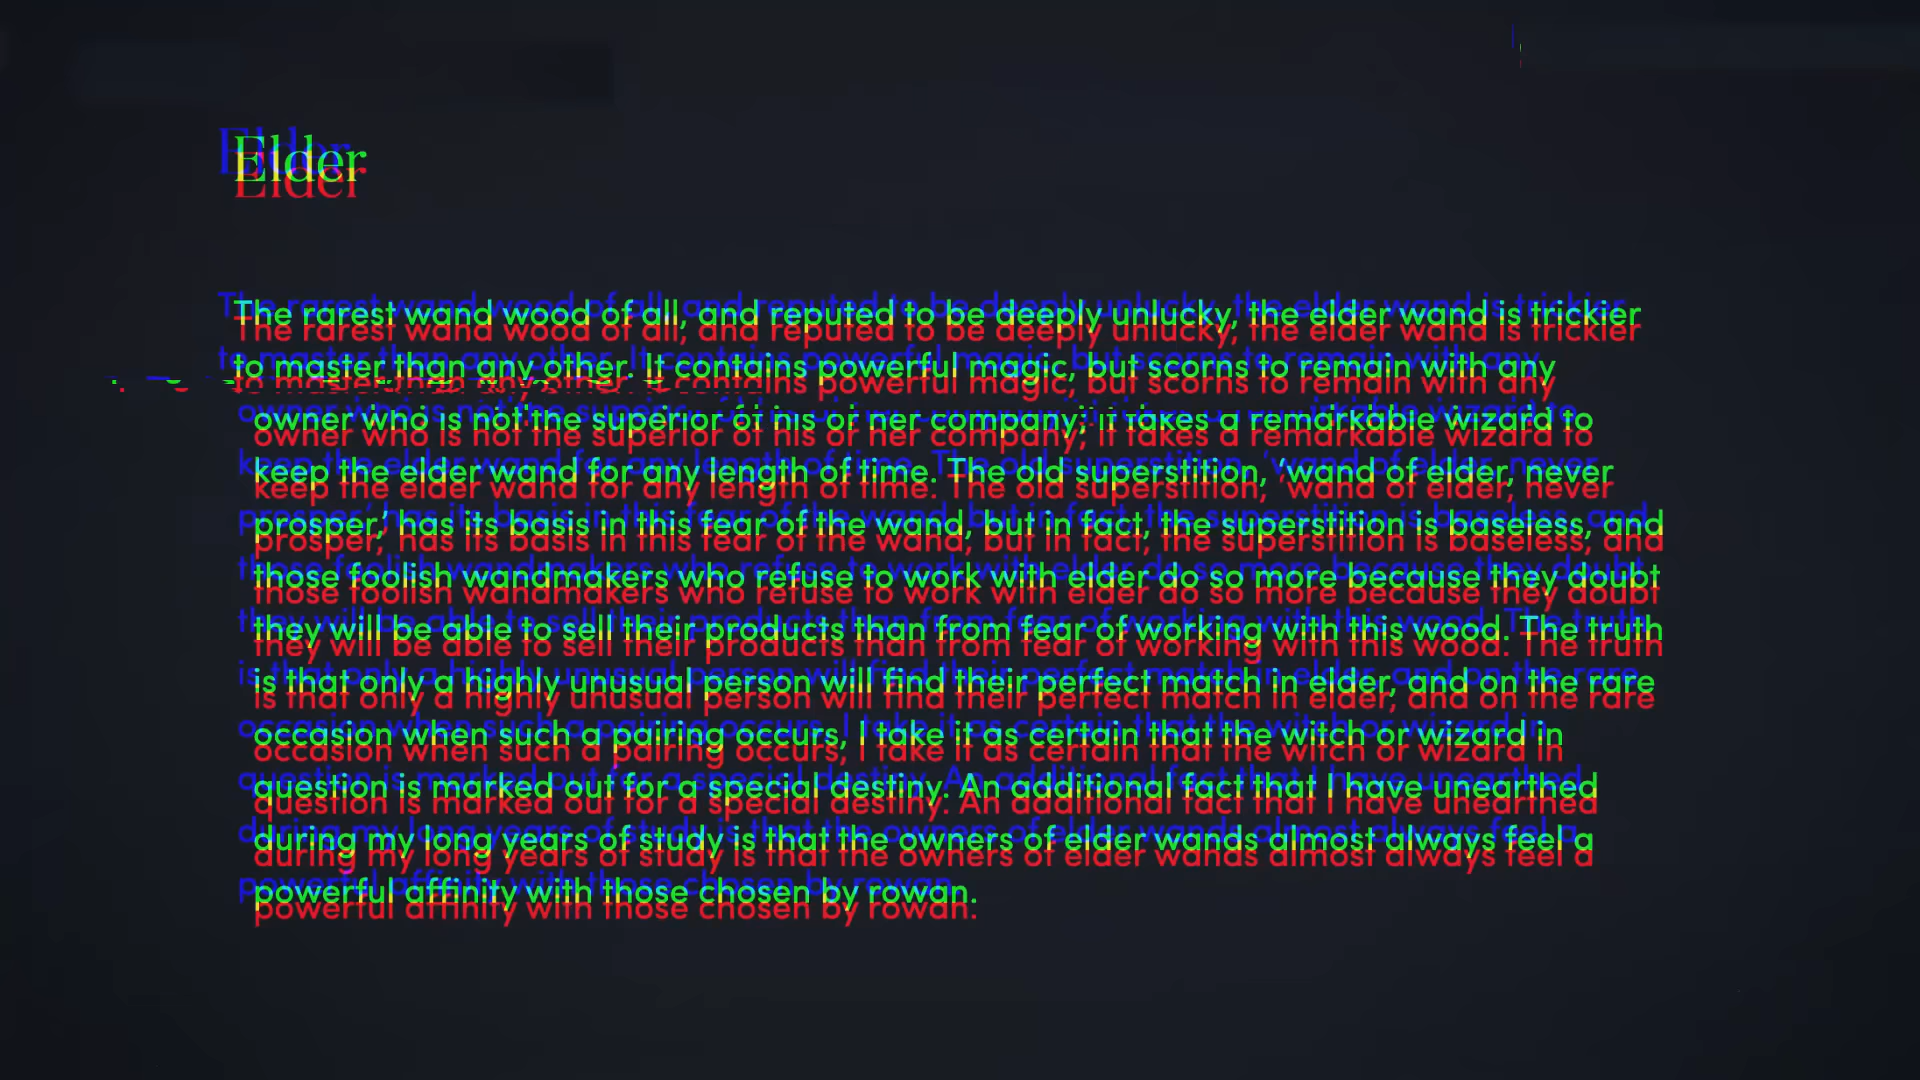 Elder
The rarest wand wood of all, and reputed to be deeply unlucky, the elder wand is trickier
to master than any other. It contains powerful magic, but scorns to remain with any
owner who is not the superior of his or her company; it takes a remarkable wizard to
keep the elder wand for any length of time. The old superstition, ‘wand of elder, never
prosper,’ has its basis in this fear of the wand, but in fact, the superstition is baseless, and
those foolish wandmakers who refuse to work with elder do so more because they doubt
they will be able to sell their products than from fear of working with this wood. The truth
is that only a highly unusual person will find their perfect match in elder, and on the rare
occasion when such a pairing occurs, I take it as certain that the witch or wizard in
question is marked out for a special destiny. An additional fact that I have unearthed
during my long years of study is that the owners of elder wands almost always feel a
powerful affinity with those chosen by rowan.